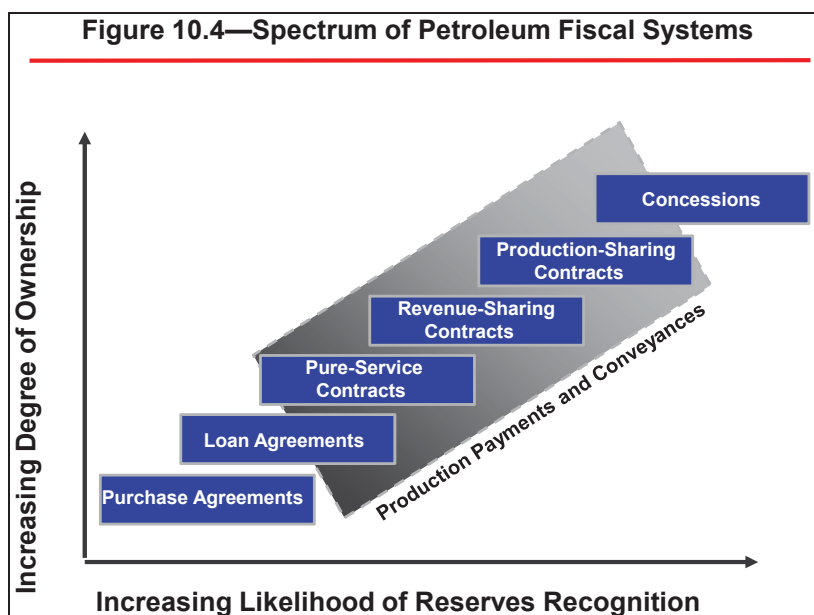 Figure 10.4—Spectrum of Petroleum Fiscal Systems
Increasing Degree of Ownership
Concessions
Production-Sharing
Contracts
Revenue-Sharing
Contracts
Pure-Service
Contracts
Loan Agreements
Purchase Agreements
Production Payments and Conveyances
Increasing Likelihood of Reserves Recognition